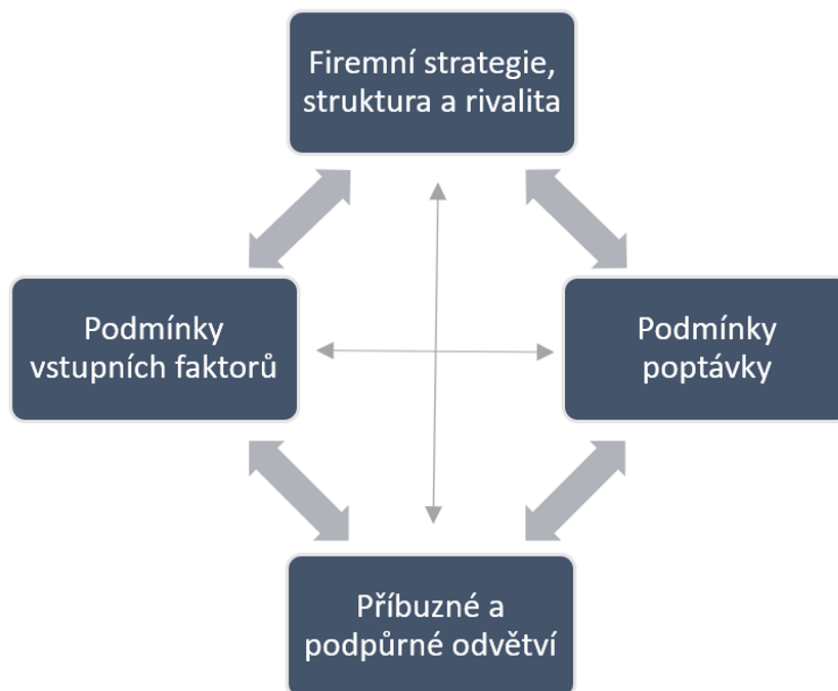 Firemní strategie,
struktura a rivalita
Podmínky
vstupních faktorů
Podmínky
poptávky
Příbuzné a
podpůrné odvětví